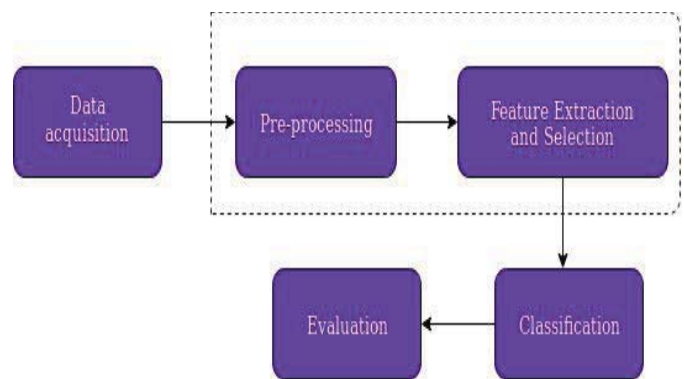 Data
acquisition
Pre-processing
Feature Extraction
and Selection
Classification
Evaluation